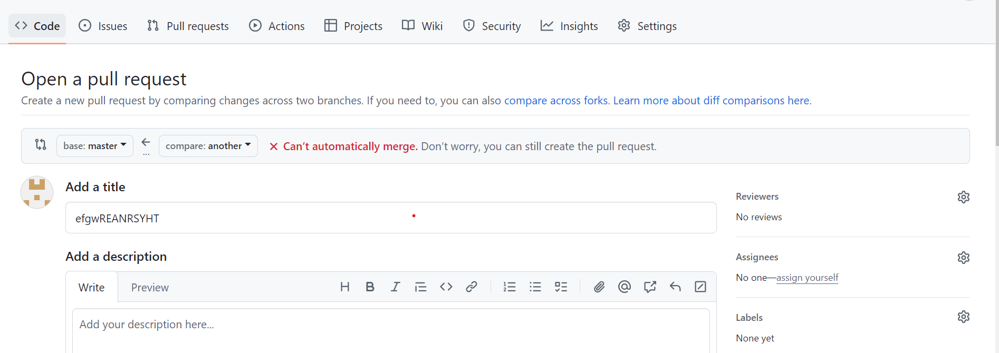 Code Issues Pull requests Actions Projects Wiki Security Insights Settings
Open a pull request
Create a new pull request by comparing changes across two branches. If you need to, you can also compare across forks. Learn more about diff comparisons here.
base: master ... compare: another Can’t automatically merge. Don’t worry, you can still create the pull request.
Add a title
efgwREANRSYHT
Add a description
Write Preview
Add your description here...
Reviewers
No reviews
Assignees
No one—assign yourself
Labels
None yet